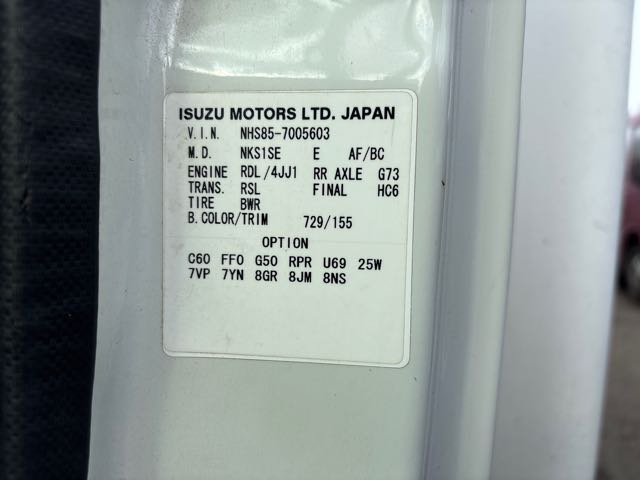 ISUZU MOTORS LTD. JAPAN
V.I.N. NHS85-7005603
M.D. NKS1SE E AF/BC
ENGINE RDL/4JJ1 RR AXLE G73
TRANS. RSL FINAL HC6
TIRE BWR
B.COLOR/TRIM 729/155
OPTION
C60 FF0 G50 RPR U69 25W
7VP 7YN 8GR 8JM 8NS